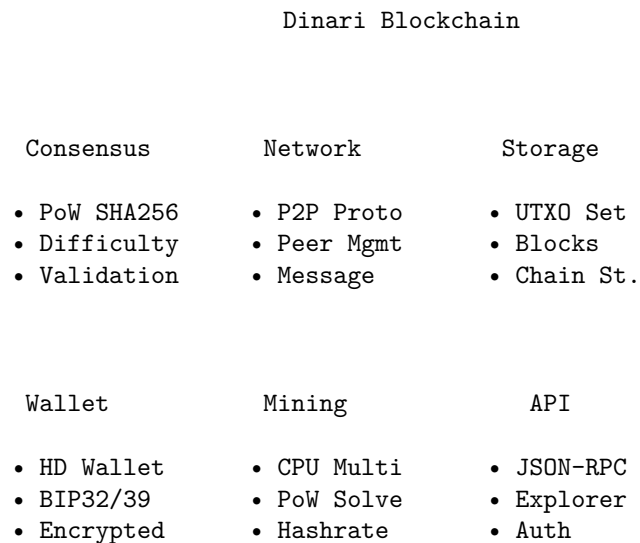 Dinari Blockchain
Consensus Network Storage
• PoW SHA256 • P2P Proto • UTXO Set
• Difficulty • Peer Mgmt • Blocks
• Validation • Message • Chain St.
Wallet Mining API
• HD Wallet • CPU Multi • JSON-RPC
• BIP32/39 • PoW Solve • Explorer
• Encrypted • Hashrate • Auth